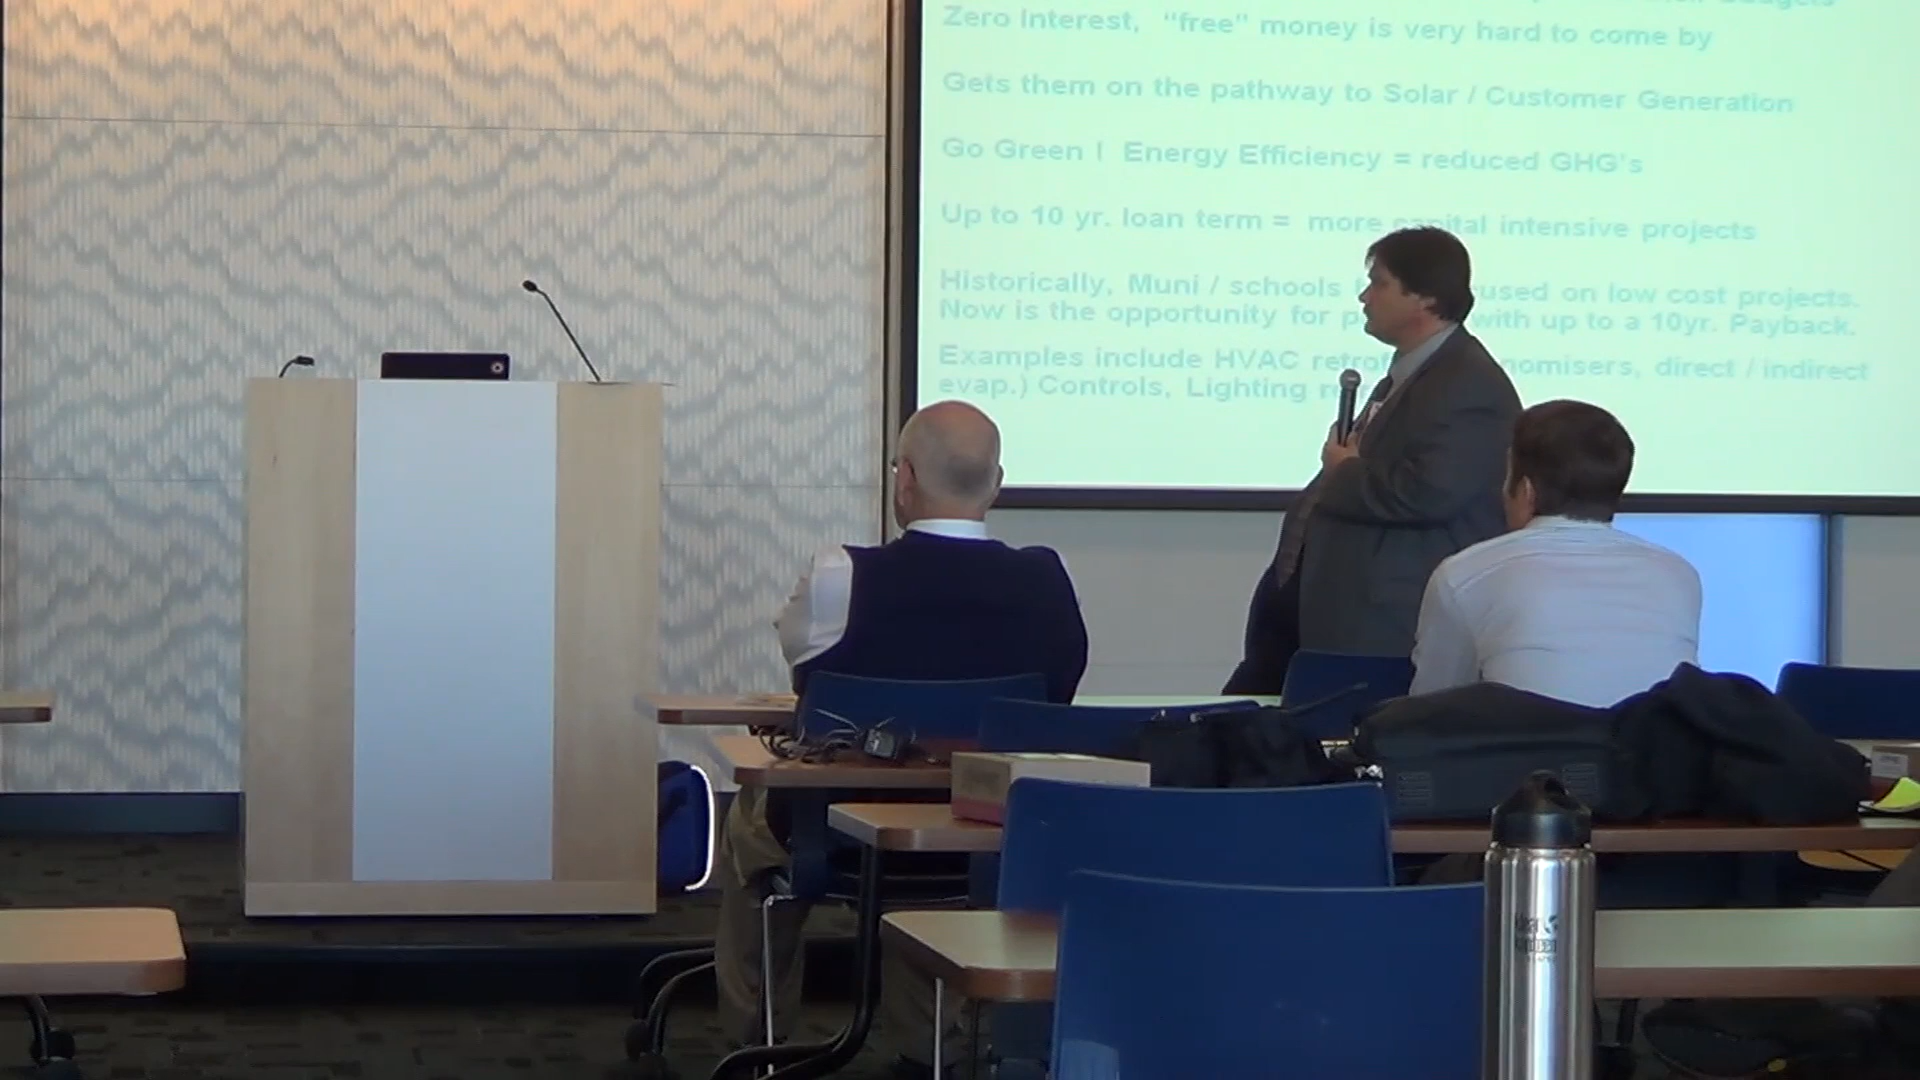 Zero Interest, "free" money is very hard to come by
Gets them on the pathway to Solar / Customer Generation
Go Green ! Energy Efficiency = reduced GHG's
Up to 10 yr. loan term = more capital intensive projects
Historically, Muni / schools used on low cost projects.
Now is the opportunity for with up to a 10yr. Payback.
Examples include HVAC direct / indirect
evap.) Controls, Lighting
klean
kanteen